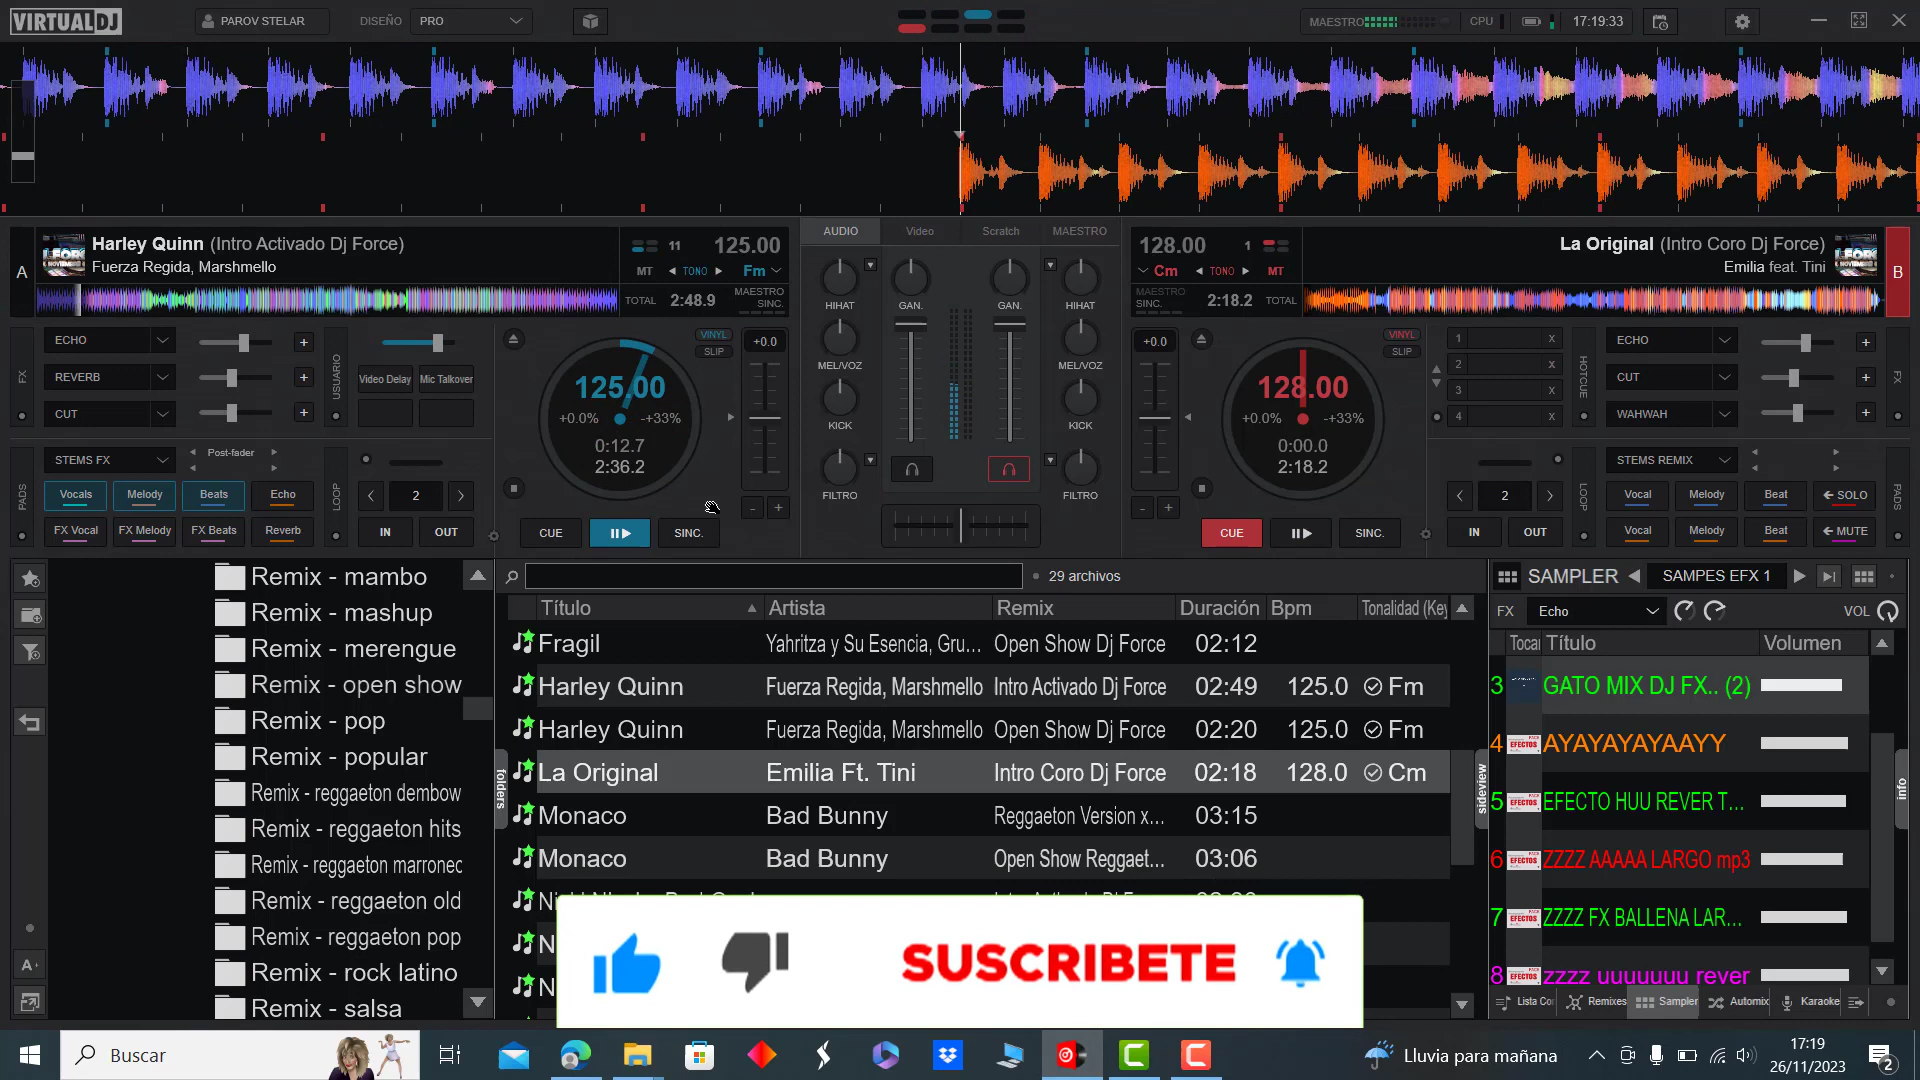 VIRTUALDJ PAROV STELAR DISEÑO PRO MAESTRO CPU 17:19:33
A Harley Quinn (Intro Activado Dj Force) 11 125.00
Fuerza Regida, Marshmello MT TONO Fm
TOTAL 2:48.9 MAESTRO SINC.
AUDIO Video Scratch MAESTRO
128.00 1 La Original (Intro Coro Dj Force) B
Cm TONO MT Emilia feat. Tini
MAESTRO SINC. 2:18.2 TOTAL
HIHAT GAN. GAN. HIHAT
MEL/VOZ MEL/VOZ
KICK KICK
FILTRO FILTRO
FX ECHO + USUARIO
REVERB + Video Delay Mic Talkover
CUT +
VINYL SLIP +0.0
125.00
+0.0% -+33%
0:12.7
2:36.2
+0.0 VINYL SLIP
128.00
+0.0% -+33%
0:00.0
2:18.2
1 x HOTCUE ECHO + FX
2 x CUT +
3 x WAHWAH +
4 x
PADS STEMS FX Post-fader LOOP
Vocals Melody Beats Echo 2
FX Vocal FX Melody FX Beats Reverb IN OUT
- +
CUE SINC.
- +
CUE SINC.
2 LOOP STEMS REMIX PADS
Vocal Melody Beat SOLO
IN OUT Vocal Melody Beat MUTE
Remix - mambo
Remix - mashup
Remix - merengue
Remix - open show
Remix - pop
Remix - popular
Remix - reggaeton dembow
Remix - reggaeton hits
Remix - reggaeton marroneo
Remix - reggaeton old
Remix - reggaeton pop
Remix - rock latino
Remix - salsa
folders
29 archivos
Título Artista Remix Duración Bpm Tonalidad (Key
Fragil Yahritza y Su Esencia, Gru... Open Show Dj Force 02:12
Harley Quinn Fuerza Regida, Marshmello Intro Activado Dj Force 02:49 125.0 Fm
Harley Quinn Fuerza Regida, Marshmello Open Show Dj Force 02:20 125.0 Fm
La Original Emilia Ft. Tini Intro Coro Dj Force 02:18 128.0 Cm
Monaco Bad Bunny Reggaeton Version x... 03:15
Monaco Bad Bunny Open Show Reggaet... 03:06
SUSCRIBETE
sideview
SAMPLER SAMPES EFX 1
FX Echo VOL
Tocar Título Volumen
3 GATO MIX DJ FX.. (2)
4 AYAYAYAYAAYY
5 EFECTO HUU REVER T...
6 ZZZZ AAAAA LARGO mp3
7 ZZZZ FX BALLENA LAR...
8 zzzz uuuuuuu rever
info
Lista Cor Remixes Sampler Automix Karaoke
Buscar
Lluvia para mañana
17:19
26/11/2023
2